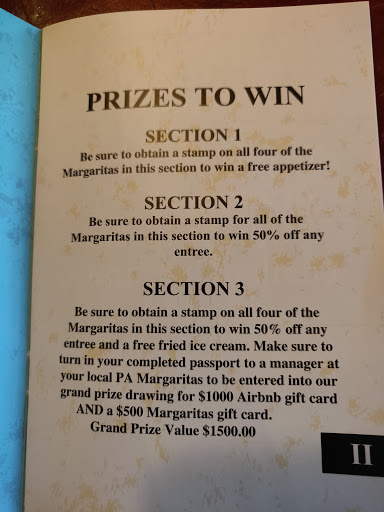 PRIZES TO WIN
SECTION 1
Be sure to obtain a stamp on all four of the
Margaritas in this section to win a free appetizer!
SECTION 2
Be sure to obtain a stamp for all of the
Margaritas in this section to win 50% off any
entree.
SECTION 3
Be sure to obtain a stamp on all four of the
Margaritas in this section to win 50% off any
entree and a free fried ice cream. Make sure to
turn in your completed passport to a manager at
your local PA Margaritas to be entered into our
grand prize drawing for $1000 Airbnb gift card
AND a $500 Margaritas gift card.
Grand Prize Value $1500.00
II